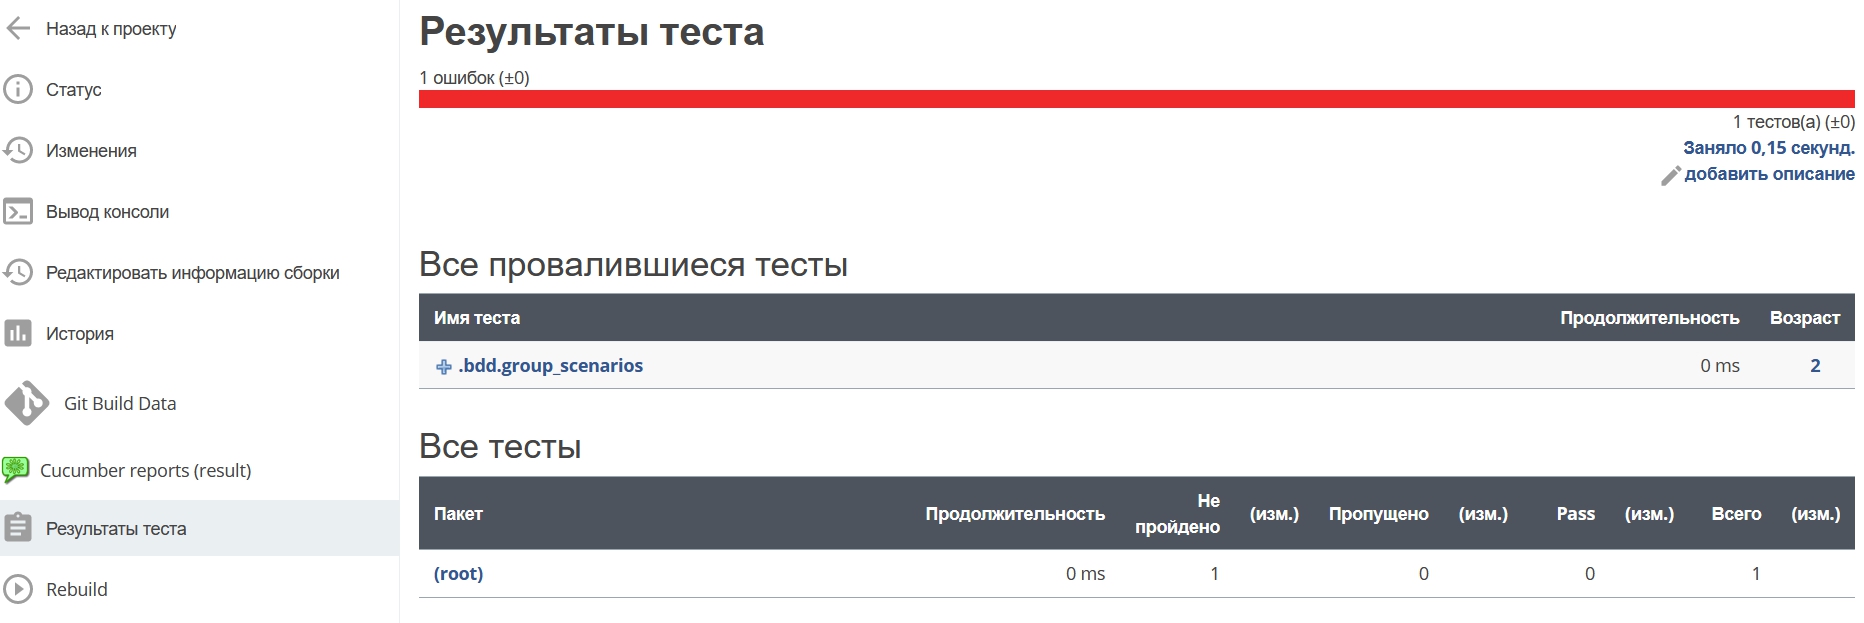 Назад к проекту
Статус
Изменения
Вывод консоли
Редактировать информацию сборки
История
Git Build Data
Cucumber reports (result)
Результаты теста
Rebuild
Результаты теста
1 ошибок (±0)
1 тестов(а) (±0)
Заняло 0,15 секунд.
добавить описание
Все провалившиеся тесты
Имя теста Продолжительность Возраст
.bdd.group_scenarios 0 ms 2
Все тесты
Пакет Продолжительность Не пройдено (изм.) Пропущено (изм.) Pass (изм.) Всего (изм.)
(root) 0 ms 1 0 0 1